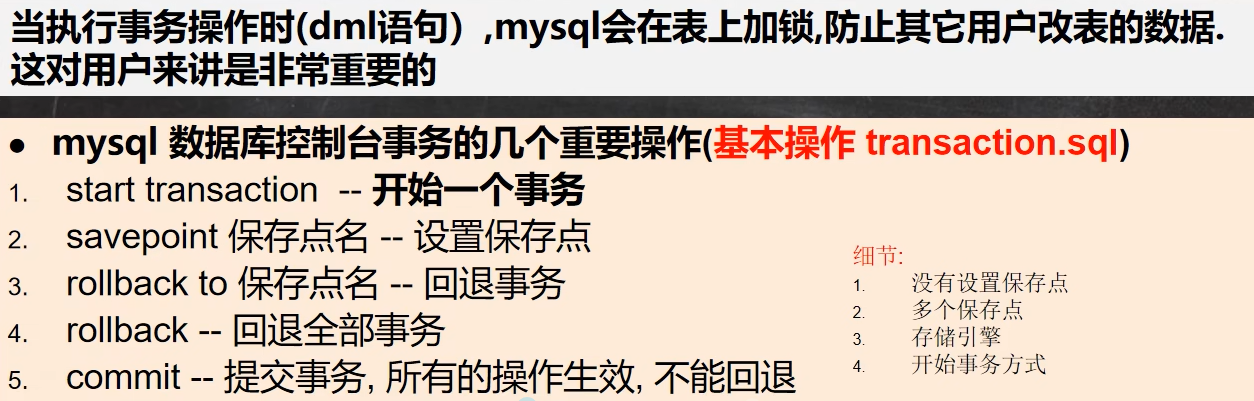 当执行事务操作时(dml语句）,mysql会在表上加锁,防止其它用户改表的数据.
这对用户来讲是非常重要的
● mysql 数据库控制台事务的几个重要操作(基本操作 transaction.sql)
1. start transaction -- 开始一个事务
2. savepoint 保存点名 -- 设置保存点
3. rollback to 保存点名 -- 回退事务
4. rollback -- 回退全部事务
5. commit -- 提交事务, 所有的操作生效, 不能回退
细节:
1. 没有设置保存点
2. 多个保存点
3. 存储引擎
4. 开始事务方式